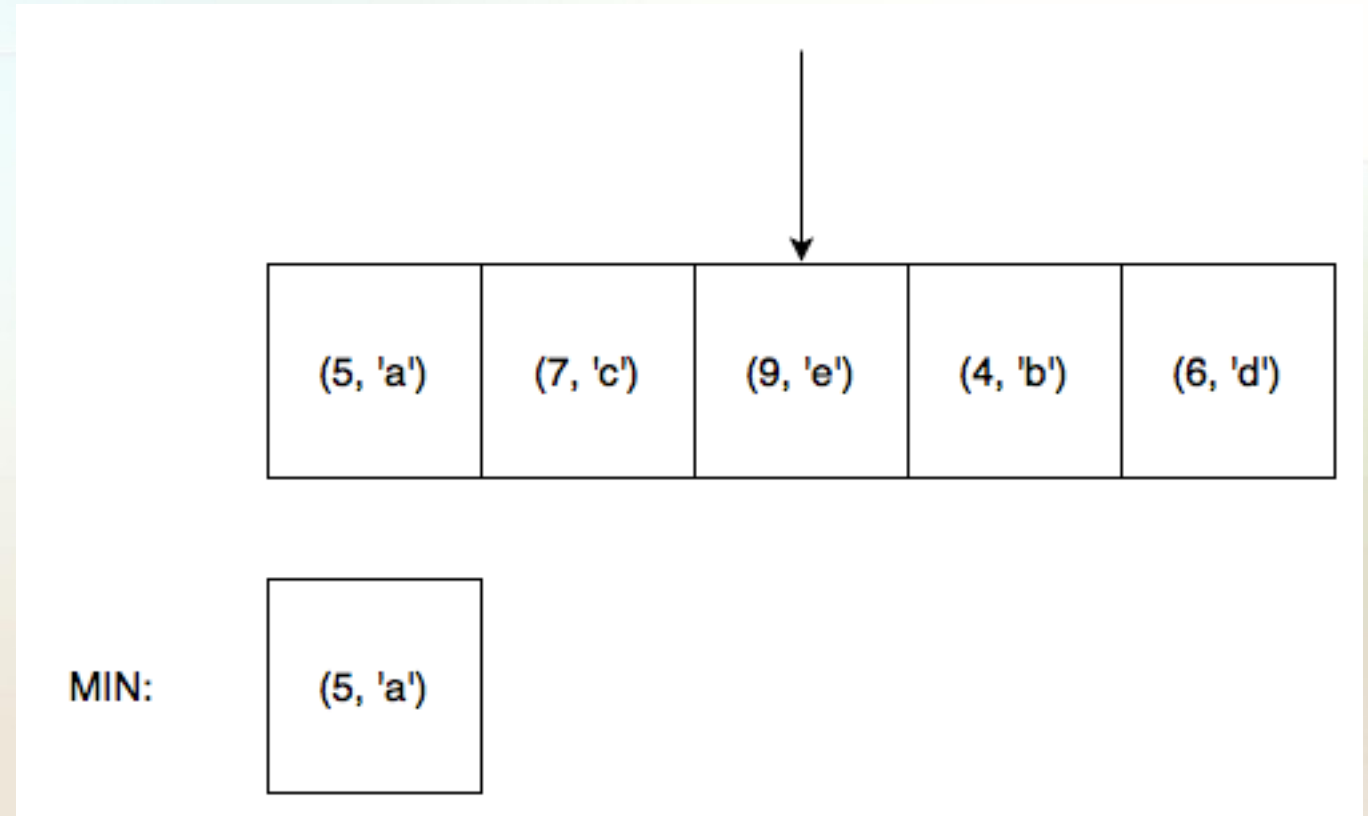 (5, 'a') (7, 'c') (9, 'e') (4, 'b') (6, 'd')
MIN: (5, 'a')